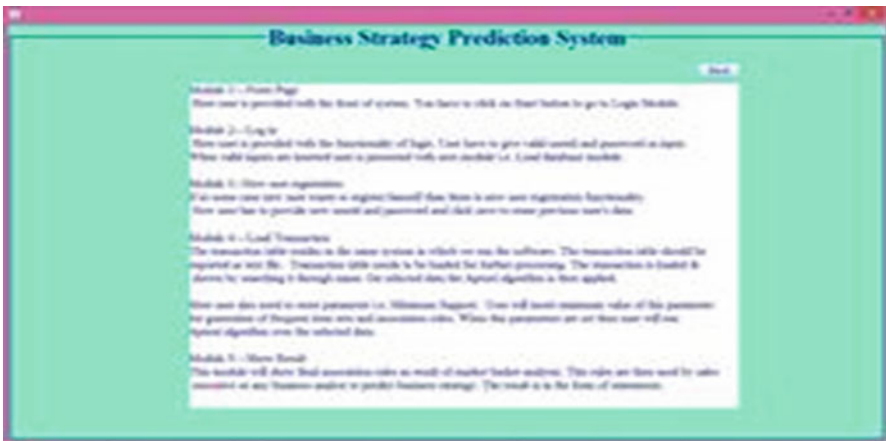 Business Strategy Prediction System
Back
Module 1 - Front Page
user is provided with the front of system. You have to click on Start button to go to Login Module.
Module 2 - Log in
user is provided with the functionality of login. User have to give valid userid and password as input.
When valid inputs are inserted user is presented with next module i.e. Load database module.
Module 3 - New user registration
new user wants to register himself then there is new user registration functionality.
user has to provide new userid and password and click save to previous user's data.
Module 4 - Load Transaction
The transaction table resides in the same system in which we run the software. The transaction table should be
as text file. Transaction table needs to be loaded for further processing. The transaction is loaded &
shown by searching it through name. On selected data the Apriori algorithm is then applied.
user also need to enter parameter i.e. Minimum Support. User will insert minimum value of this parameter
for generation of frequent item sets and association rules. When the parameters are set then user will run
Apriori algorithm over the selected data.
Module 5 - Show Result
This module will show final association rules as result of market basket analysis. This rules are then used by sales
executive or any business analyst to predict business strategy. The result is in the form of statements.